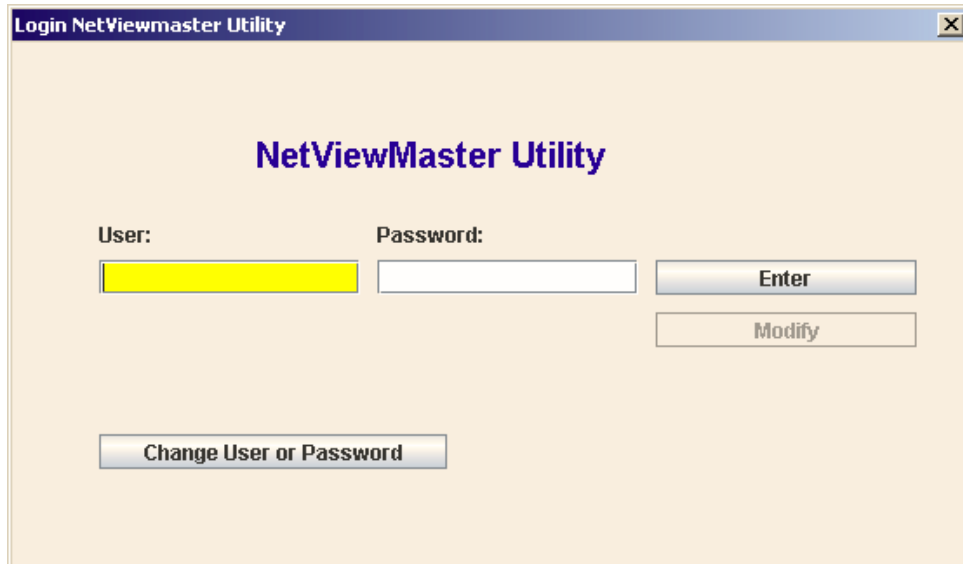 Login NetViewmaster Utility
NetViewMaster Utility
User: Password:
Enter
Modify
Change User or Password